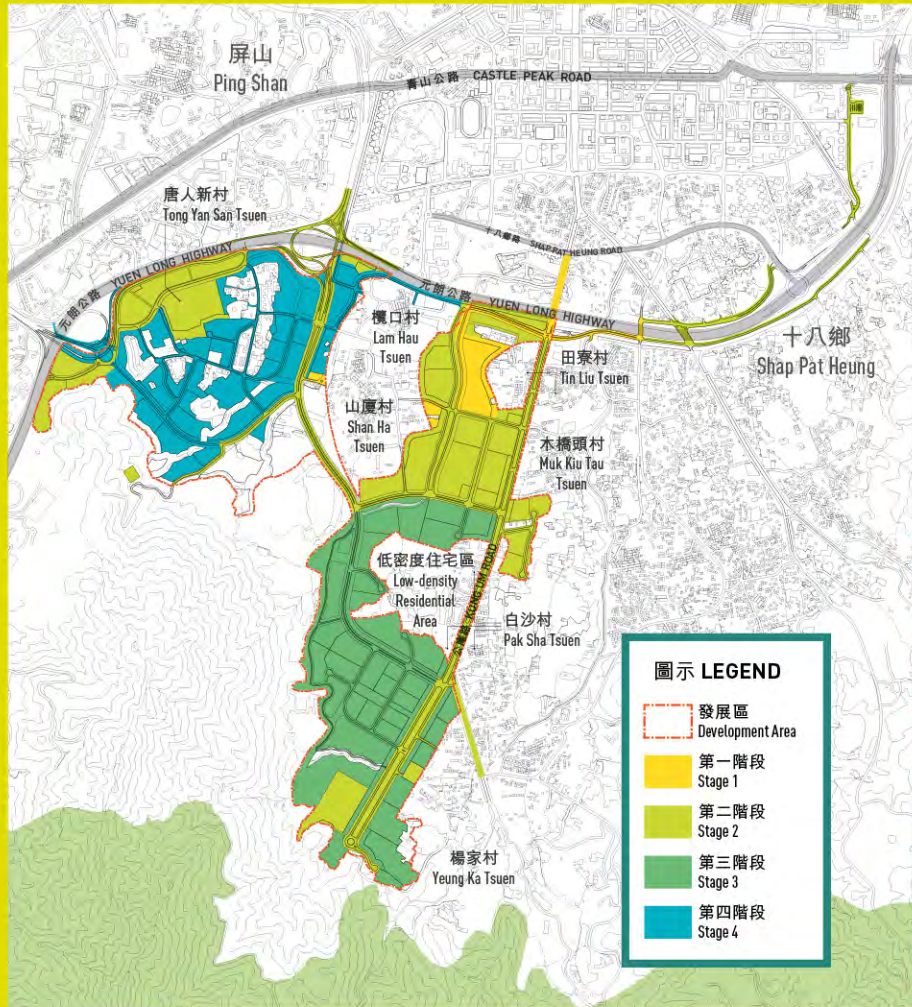 屏山
Ping Shan
青山公路 CASTLE PEAK ROAD
唐人新村
Tong Yan San Tsuen
十八鄉路 SHAP PAT HEUNG ROAD
元朗公路 YUEN LONG HIGHWAY
元朗公路 YUEN LONG HIGHWAY
欖口村
Lam Hau
Tsuen
十八鄉
Shap Pat Heung
田寮村
Tin Liu Tsuen
山廈村
Shan Ha
Tsuen
木橋頭村
Muk Kiu Tau
Tsuen
低密度住宅區
Low-density
Residential
Area
公庵路 KUNG UM ROAD
白沙村
Pak Sha Tsuen
楊家村
Yeung Ka Tsuen
圖示 LEGEND
發展區
Development Area
第一階段
Stage 1
第二階段
Stage 2
第三階段
Stage 3
第四階段
Stage 4